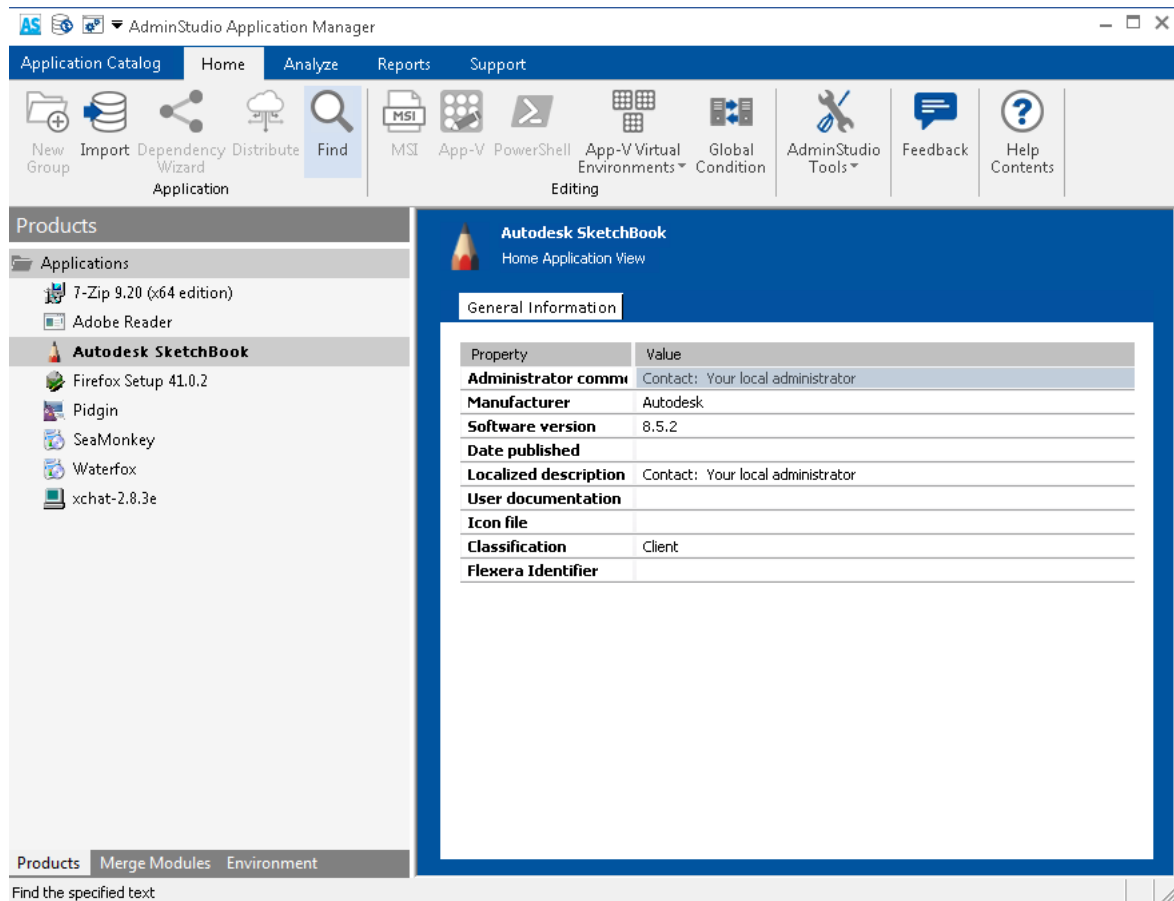 AS AdminStudio Application Manager
Application Catalog Home Analyze Reports Support
New Group Import Dependency Wizard Distribute Find MSI MSI App-V PowerShell App-V Virtual Environments Global Condition AdminStudio Tools Feedback Help Contents
Application Editing
Products
Applications
7-Zip 9.20 (x64 edition)
Adobe Reader
Autodesk SketchBook
Firefox Setup 41.0.2
Pidgin
SeaMonkey
Waterfox
xchat-2.8.3e
Autodesk SketchBook
Home Application View
General Information
Property Value
Administrator comme Contact: Your local administrator
Manufacturer Autodesk
Software version 8.5.2
Date published
Localized description Contact: Your local administrator
User documentation
Icon file
Classification Client
Flexera Identifier
Products Merge Modules Environment
Find the specified text